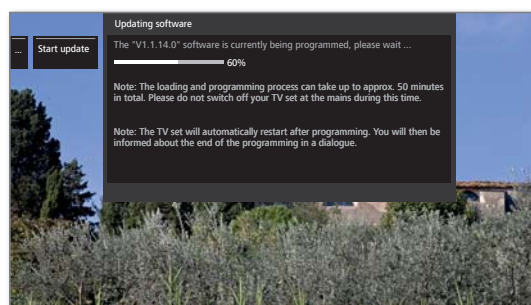 Updating software
...
Start update
The "V1.1.14.0" software is currently being programmed, please wait ...
60%
Note: The loading and programming process can take up to approx. 50 minutes
in total. Please do not switch off your TV set at the mains during this time.
Note: The TV set will automatically restart after programming. You will then be
informed about the end of the programming in a dialogue.